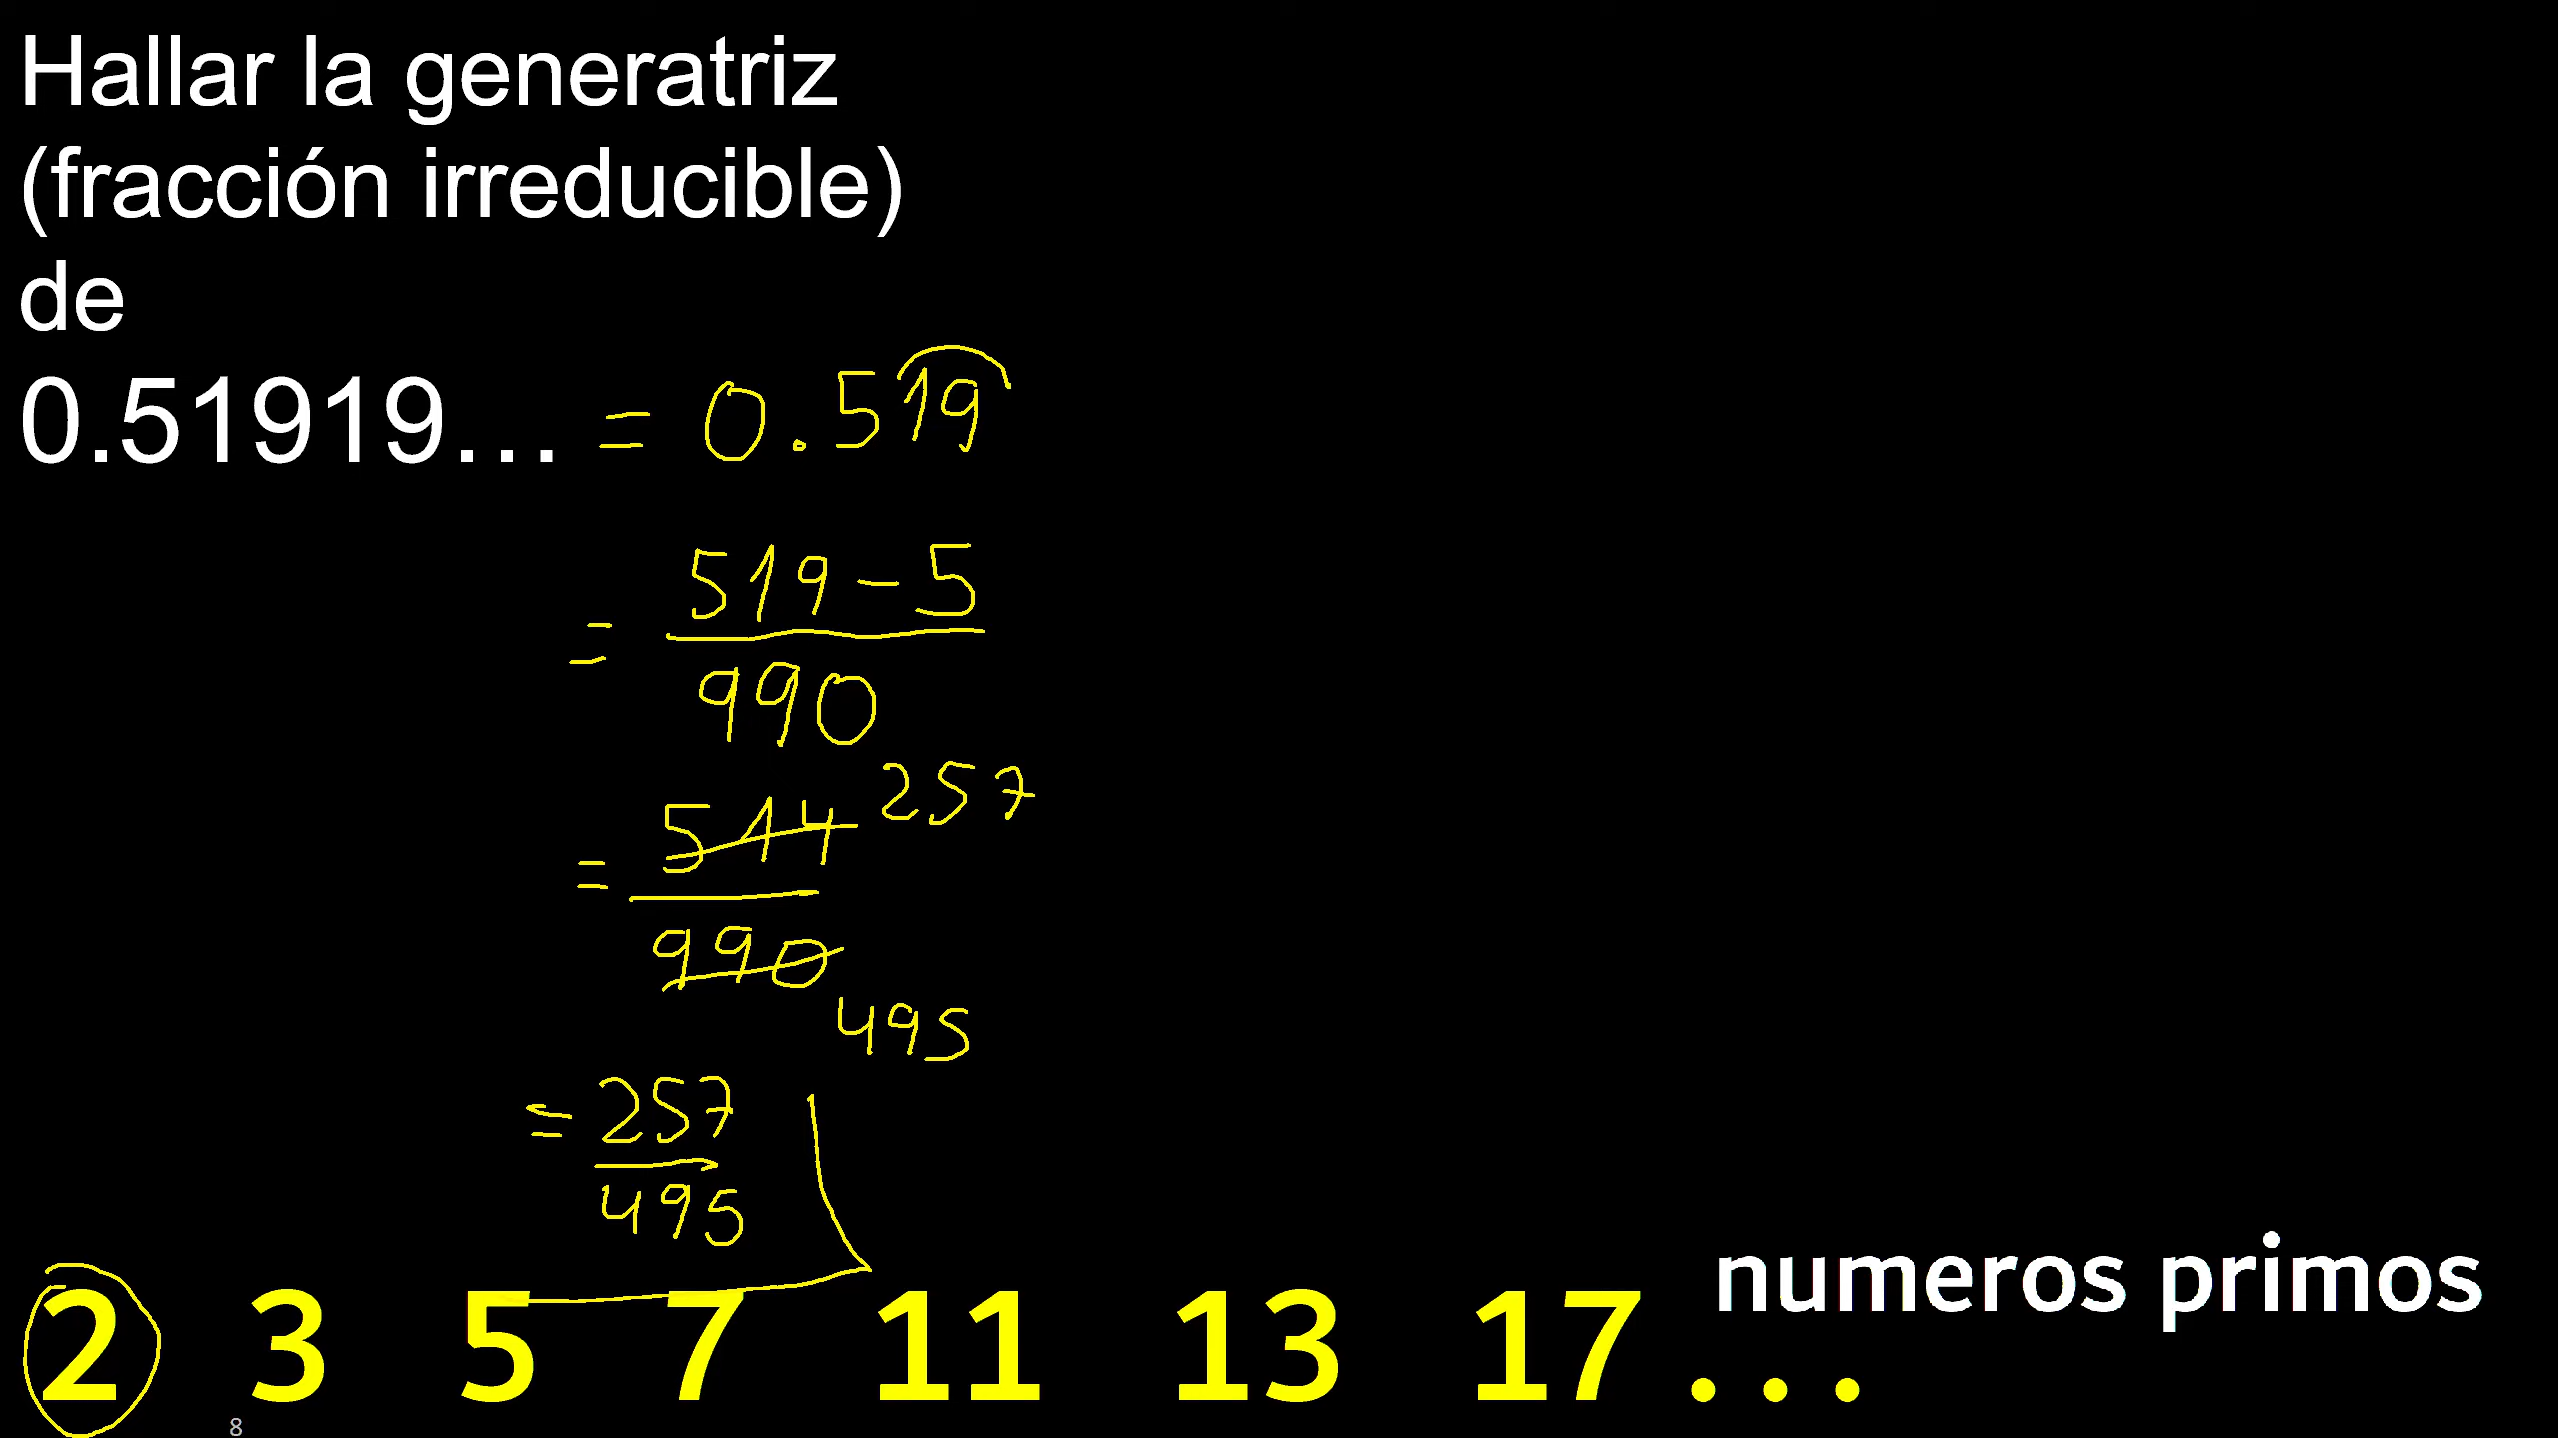 Hallar la generatriz
(fracción irreducible)
de
0.51919... = 0.519
= 519-5
990
= 514 257
990
495
= 257
495
numeros primos
2 3 5 7 11 13 17...
8